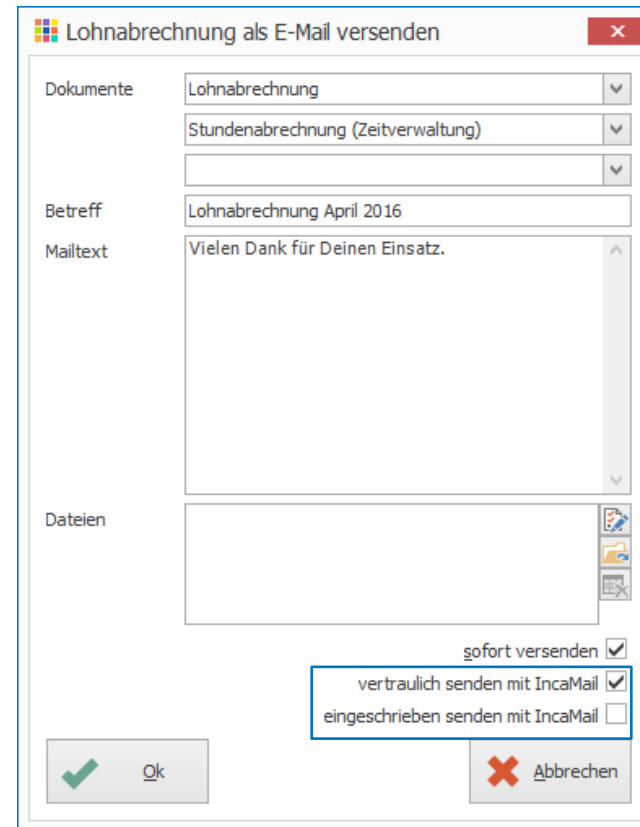 Lohnabrechnung als E-Mail versenden
Dokumente Lohnabrechnung
Stundenabrechnung (Zeitverwaltung)
Betreff Lohnabrechnung April 2016
Mailtext Vielen Dank für Deinen Einsatz.
Dateien
sofort versenden
vertraulich senden mit IncaMail
eingeschrieben senden mit IncaMail
Ok Abbrechen